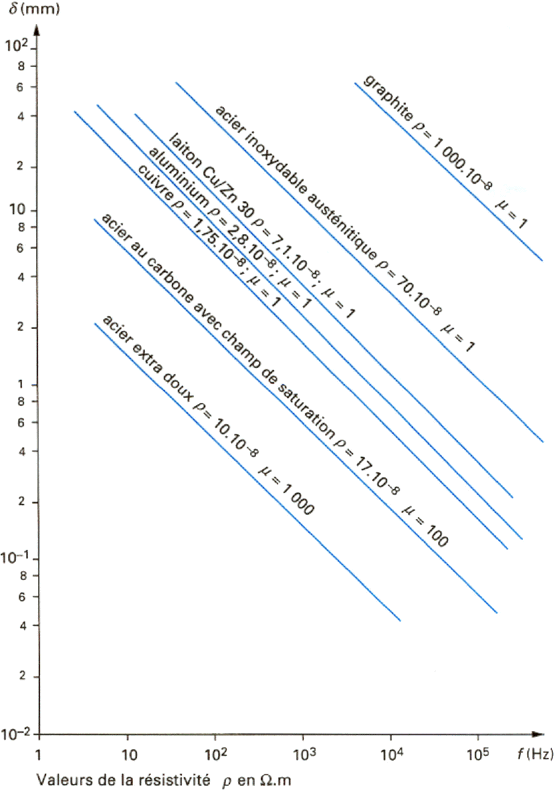 δ (mm)
10²
8
6
4
2
10
8
6
4
2
1
8
6
4
2
10⁻¹
8
6
4
2
10⁻²
graphite ρ = 1 000.10⁻⁸ μ = 1
acier inoxydable austénitique ρ = 70.10⁻⁸ μ = 1
laiton Cu/Zn 30 ρ = 7,1.10⁻⁸; μ = 1
aluminium ρ = 2,8.10⁻⁸; μ = 1
cuivre ρ = 1,75.10⁻⁸; μ = 1
acier au carbone avec champ de saturation ρ = 17.10⁻⁸ μ = 100
acier extra doux ρ = 10.10⁻⁸ μ = 1 000
1 10 10² 10³ 10⁴ 10⁵ f (Hz)
Valeurs de la résistivité ρ en Ω.m